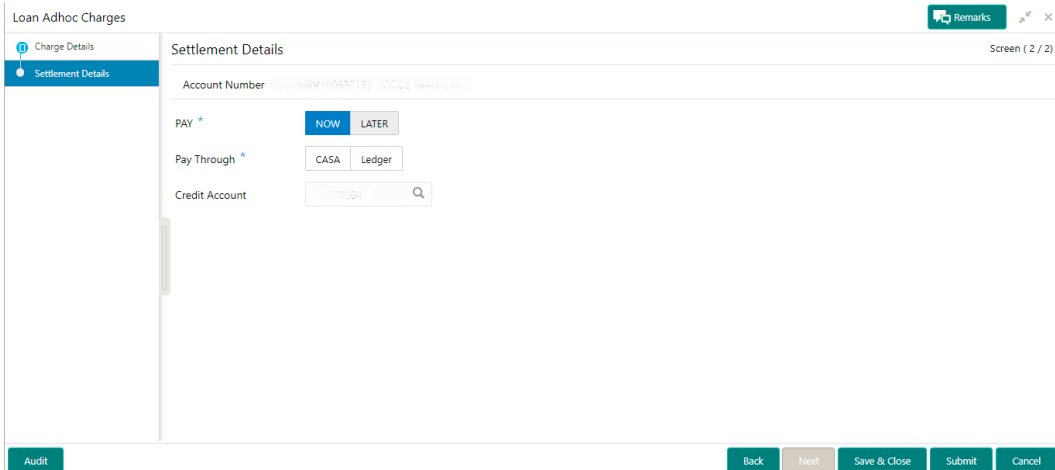 Loan Adhoc Charges
Remarks
Charge Details
Settlement Details
Settlement Details
Screen ( 2 / 2)
Account Number
PAY *
NOW LATER
Pay Through *
CASA Ledger
Credit Account
Audit
Back Next Save & Close Submit Cancel